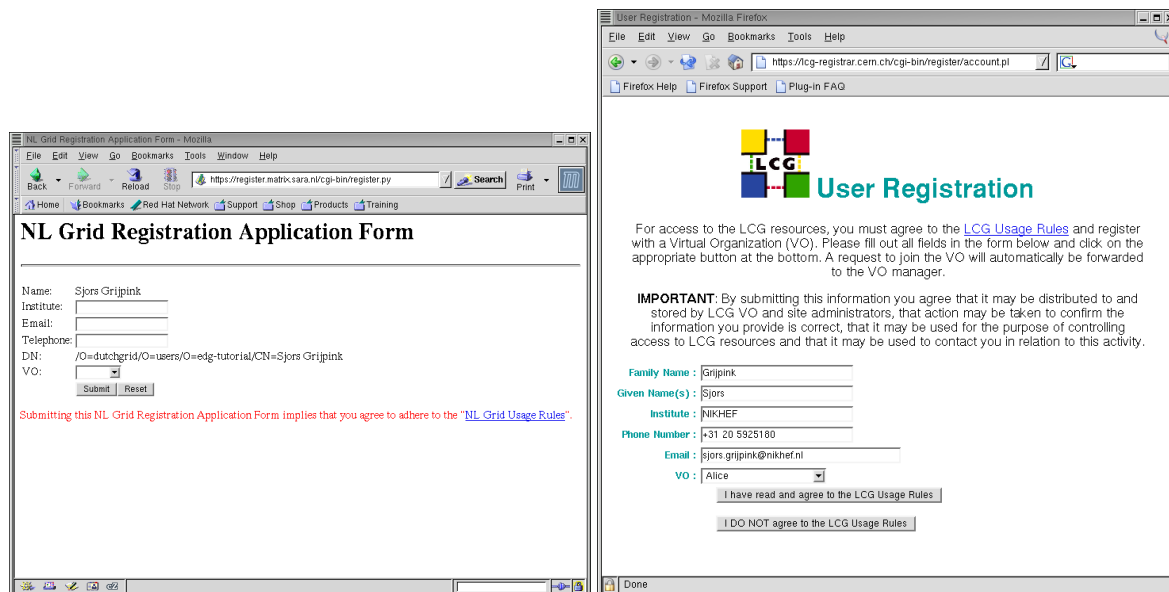 NL Grid Registration Application Form - Mozilla
File Edit View Go Bookmarks Tools Window Help
Back Forward Reload Stop https://register.matrix.sara.nl/cgi-bin/register.py Search Print
Home Bookmarks Red Hat Network Support Shop Products Training
NL Grid Registration Application Form
Name: Sjors Grijpink
Institute:
Email:
Telephone:
DN: /O=dutchgrid/O=users/O=edg-tutorial/CN=Sjors Grijpink
VO:
Submit Reset
Submitting this NL Grid Registration Application Form implies that you agree to adhere to the "NL Grid Usage Rules".
User Registration - Mozilla Firefox
File Edit View Go Bookmarks Tools Help
https://lcg-registrar.cern.ch/cgi-bin/register/account.pl G
Firefox Help Firefox Support Plug-in FAQ
LCG
User Registration
For access to the LCG resources, you must agree to the LCG Usage Rules and register
with a Virtual Organization (VO). Please fill out all fields in the form below and click on the
appropriate button at the bottom. A request to join the VO will automatically be forwarded
to the VO manager.
IMPORTANT: By submitting this information you agree that it may be distributed to and
stored by LCG VO and site administrators, that action may be taken to confirm the
information you provide is correct, that it may be used for the purpose of controlling
access to LCG resources and that it may be used to contact you in relation to this activity.
Family Name : Grijpink
Given Name(s) : Sjors
Institute : NIKHEF
Phone Number : +31 20 5925180
Email : sjors.grijpink@nikhef.nl
VO : Alice
I have read and agree to the LCG Usage Rules
I DO NOT agree to the LCG Usage Rules
Done